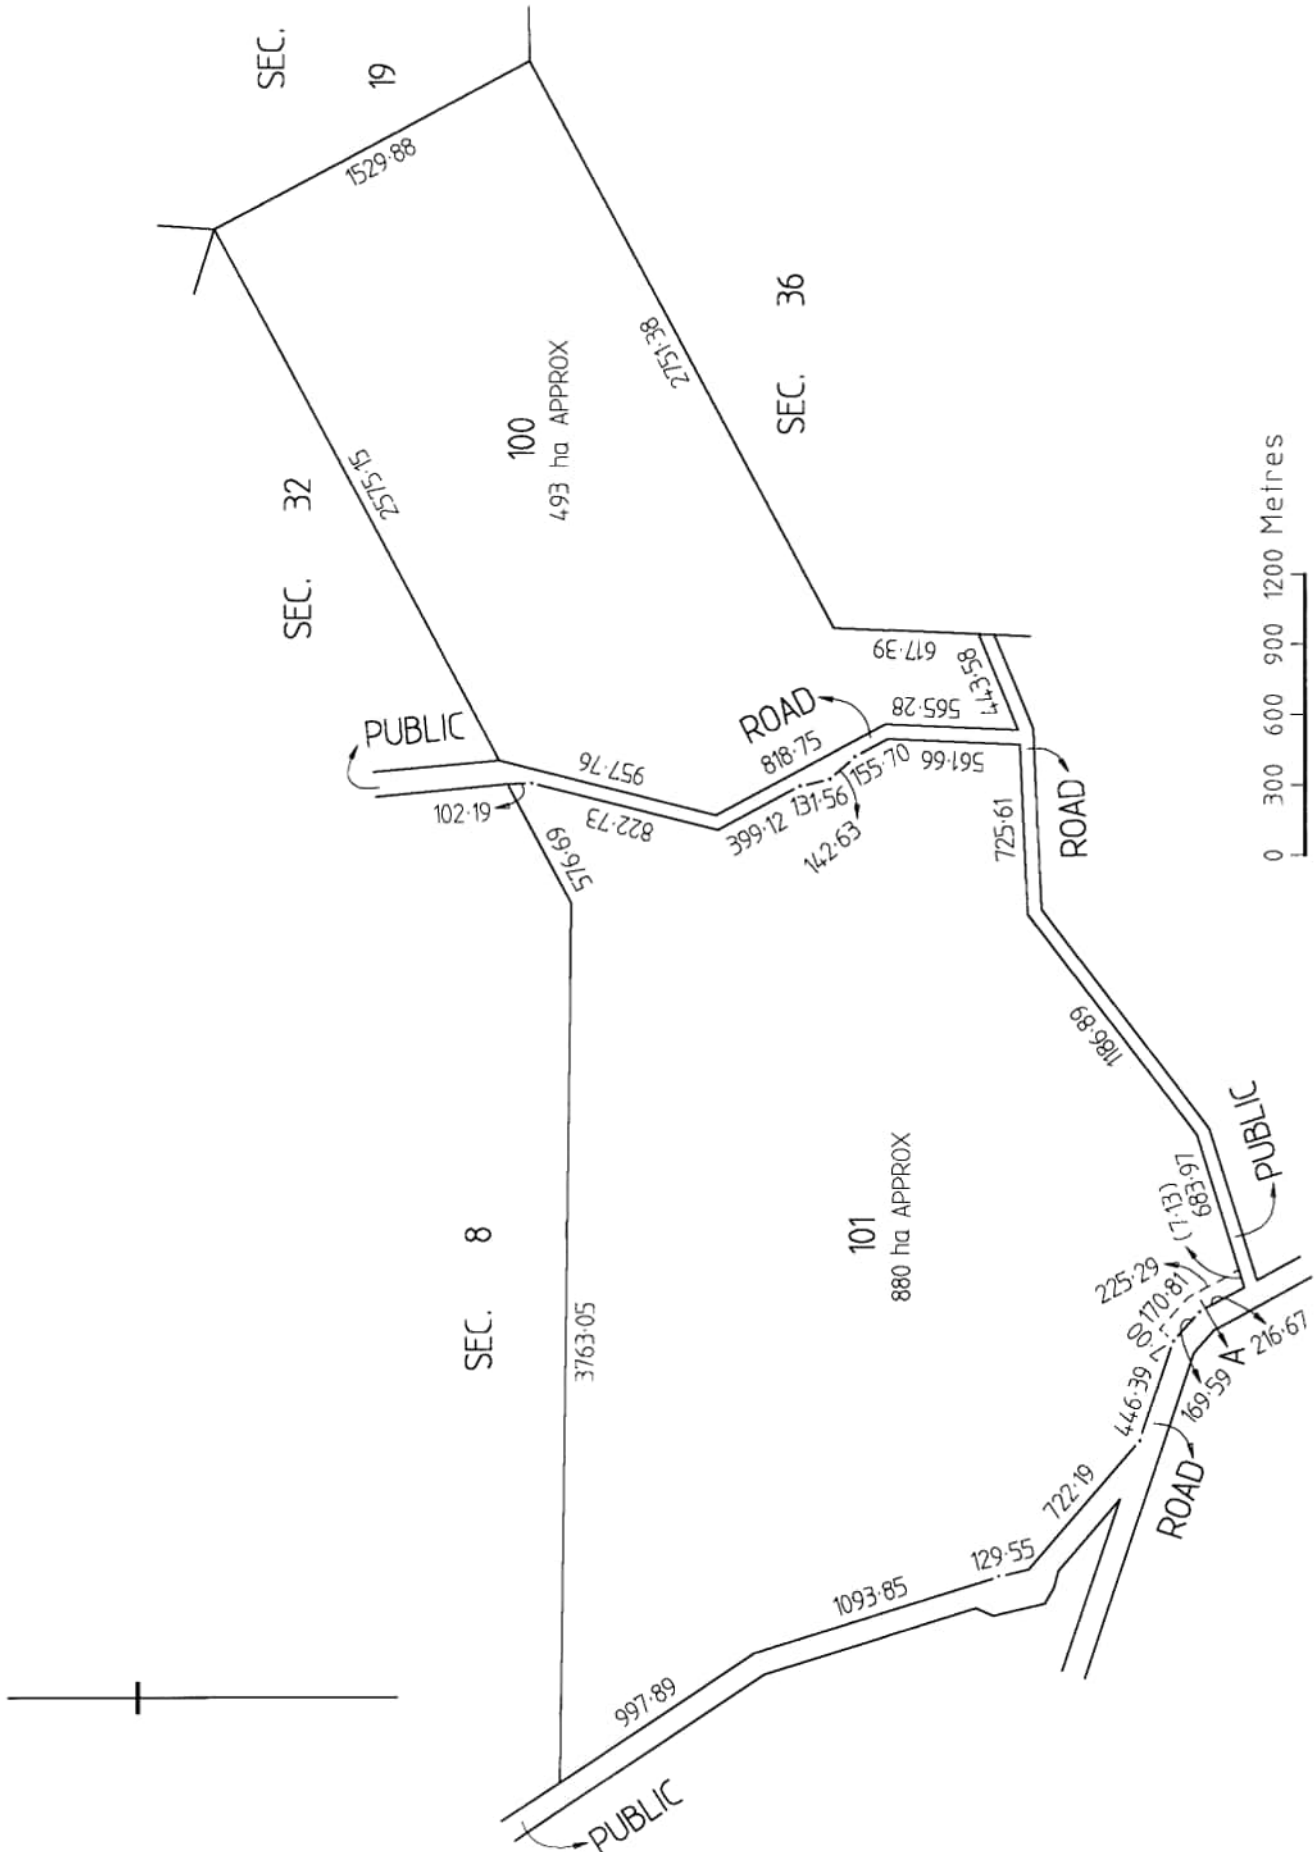 SEC. 19
1529·88
SEC. 32
2575·15
100
493 ha APPROX
2751·38
SEC. 36
PUBLIC
102·19
957·76
822·73
576·69
ROAD
818·75
399·12
131·56
142·63
155·70
565·28
561·66
617·39
443·58
725·61
ROAD
1186·89
SEC. 8
3763·05
101
880 ha APPROX
683·97
(7·13)
PUBLIC
225·29
170·81
7·00
216·67
A
169·59
446·39
ROAD
722·19
129·55
1093·85
997·89
PUBLIC
0 300 600 900 1200 Metres